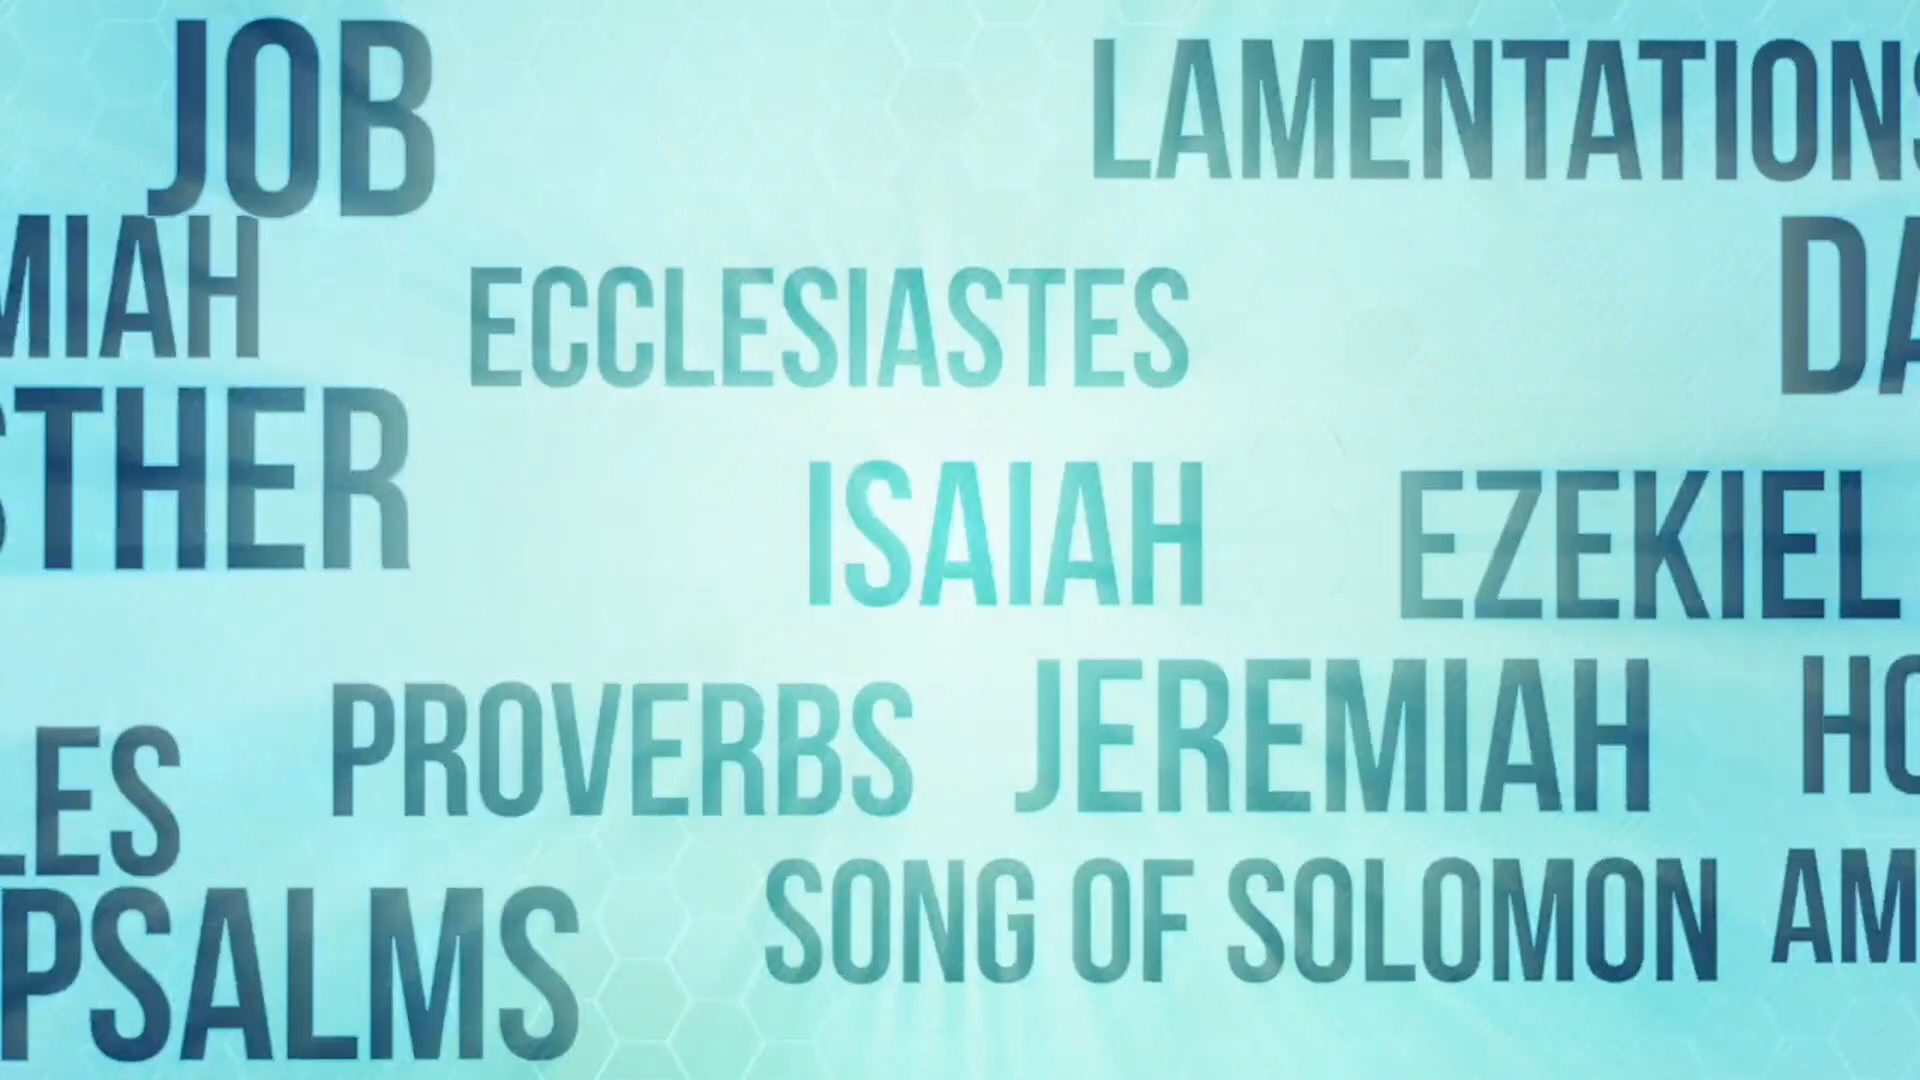 JOB
LAMENTATIONS
MIAH
DA
ECCLESIASTES
STHER
ISAIAH
EZEKIEL
JEREMIAH
HO
PROVERBS
LES
SONG OF SOLOMON
AM
PSALMS